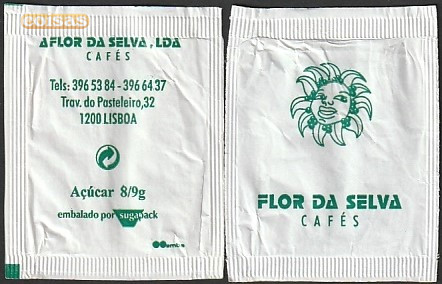 coisas
A FLOR DA SELVA, LDA
CAFÉS
Tels: 396 53 84 - 396 64 37
Trav. do Pasteleiro,32
1200 LISBOA
Açúcar 8/9g
embalado por sugapack
FLOR DA SELVA
CAFÉS